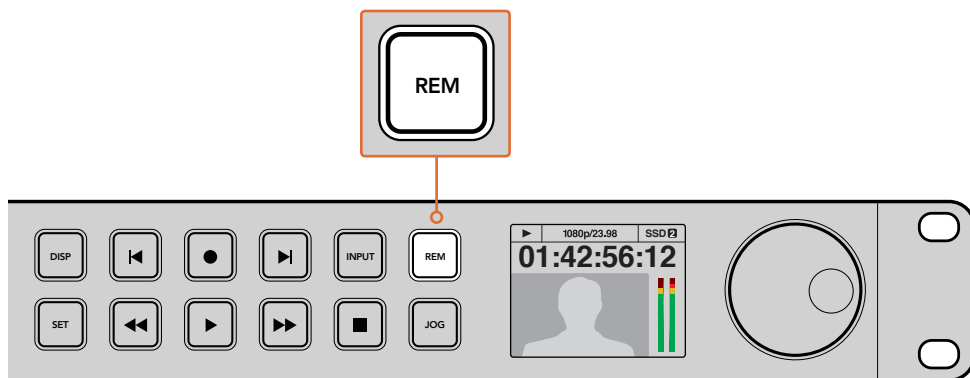 REM
DISP
INPUT
REM
1080p/23.98
SSD 2
01:42:56:12
SET
JOG